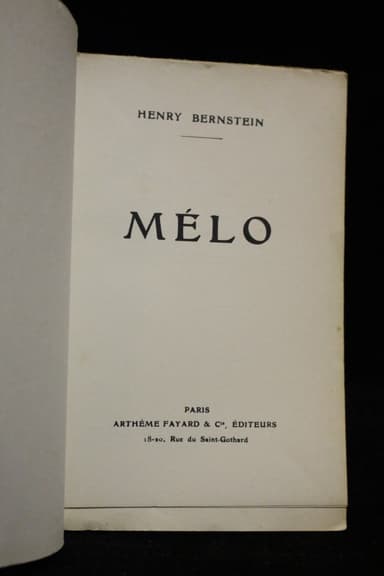 HENRY BERNSTEIN
MÉLO
PARIS
ARTHÈME FAYARD & Cie, ÉDITEURS
18-20, Rue du Saint-Gothard